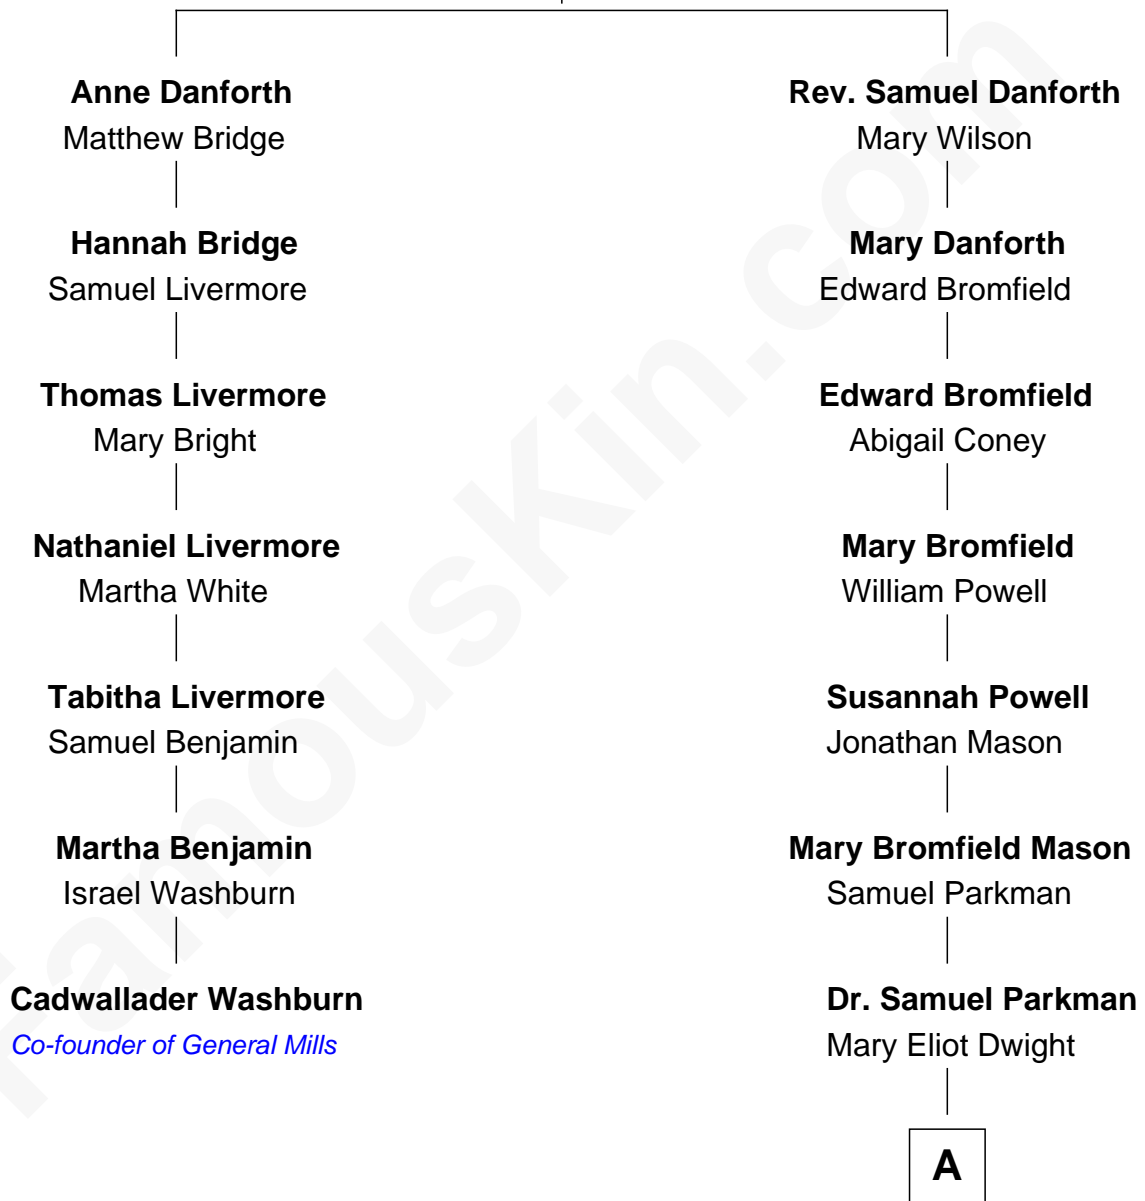 Anne Danforth
Matthew Bridge
Hannah Bridge
Samuel Livermore
Thomas Livermore
Mary Bright
Nathaniel Livermore
Martha White
Tabitha Livermore
Samuel Benjamin
Martha Benjamin
Israel Washburn
Cadwallader Washburn
Co-founder of General Mills
Rev. Samuel Danforth
Mary Wilson
Mary Danforth
Edward Bromfield
Edward Bromfield
Abigail Coney
Mary Bromfield
William Powell
Susannah Powell
Jonathan Mason
Mary Bromfield Mason
Samuel Parkman
Dr. Samuel Parkman
Mary Eliot Dwight
A
FamousKin.com